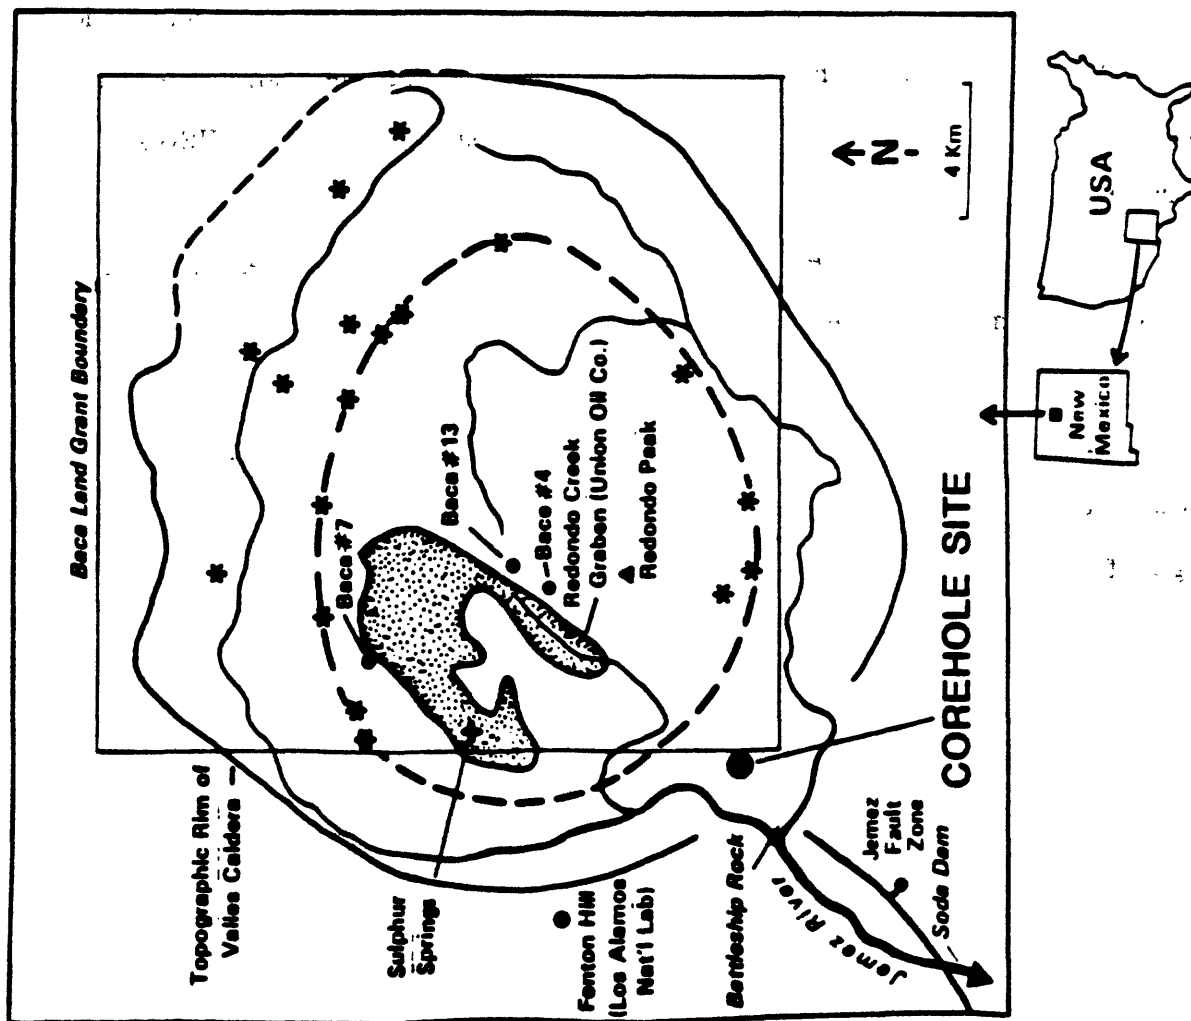 Baca Land Grant Boundery
Topographic Rim of
Valles Caldera
Sulphur
Springs
Fenton Hill
(Los Alamos
Nat'l Lab)
Battleship Rock
Jemez River
Jemez
Fault
Zone
Soda Dam
Baca #7
Baca #13
Baca #4
Redondo Creek
Graben (Union Oil Co.)
Redondo Peak
COREHOLE SITE
N
4 Km
USA
New
Mexico